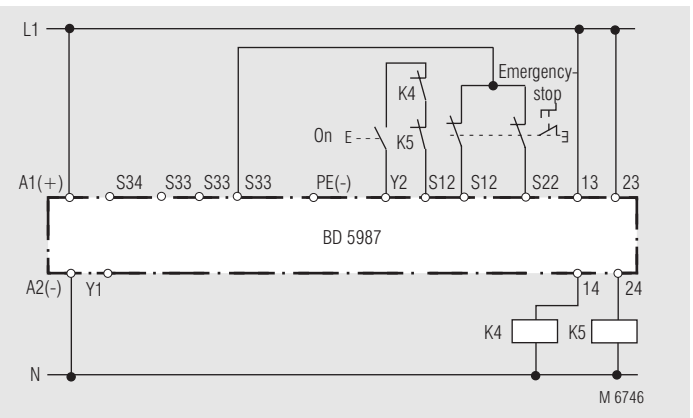 L1
Emergency-
stop
K4
On E K5
A1(+) S34 S33 S33 S33 PE(-) Y2 S12 S12 S22 13 23
BD 5987
A2(-) Y1 14 24
K4 K5
N
M 6746